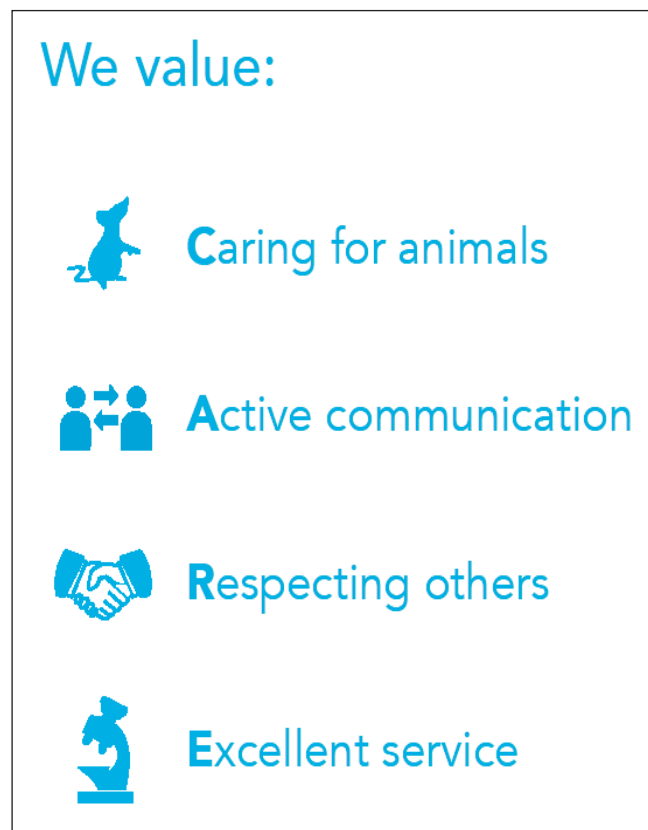 We value:
Caring for animals
Active communication
Respecting others
Excellent service